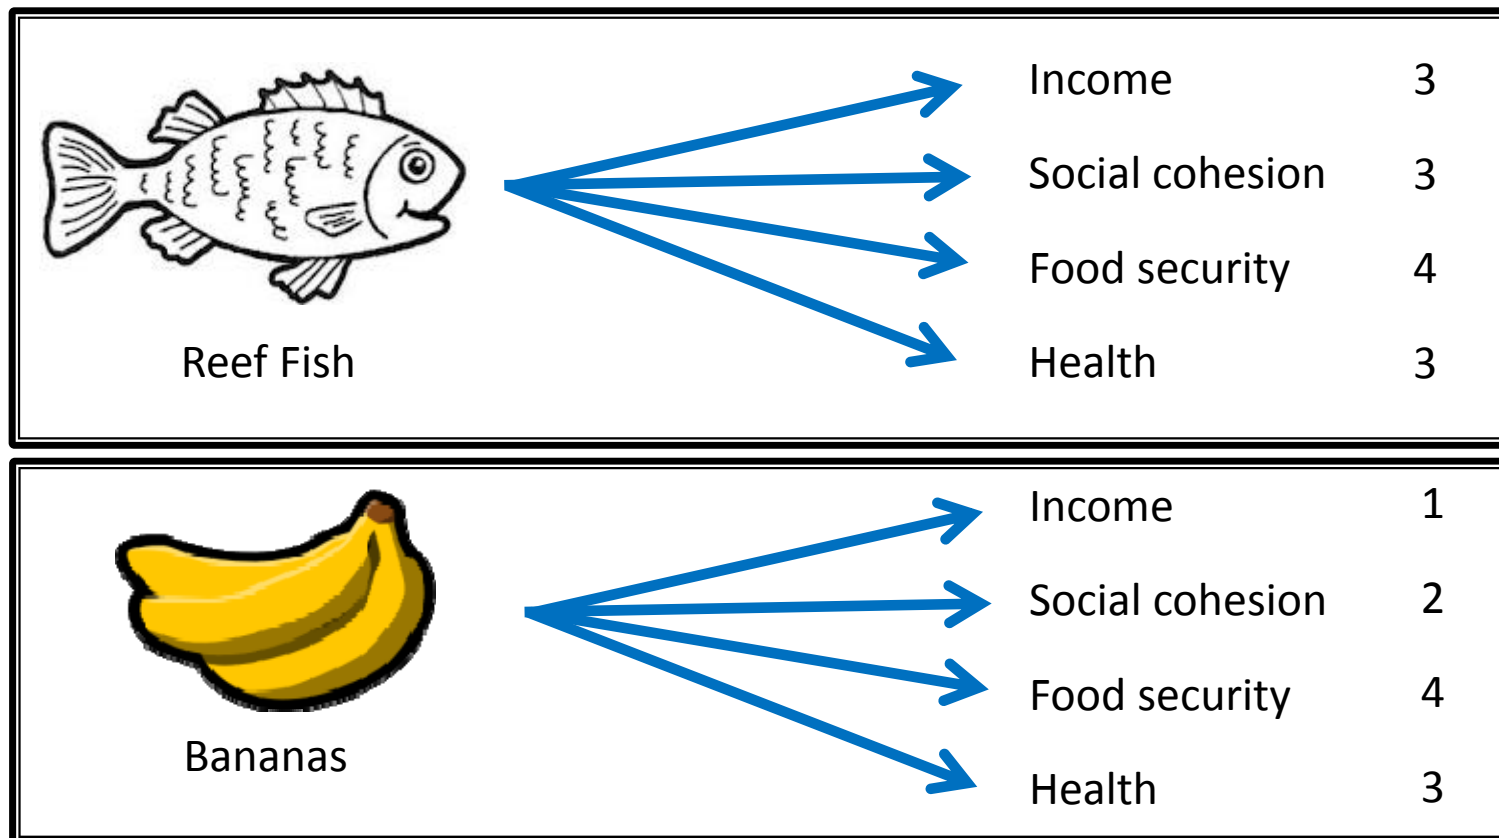 Income 3
Social cohesion 3
Food security 4
Health 3
Reef Fish
Income 1
Social cohesion 2
Food security 4
Health 3
Bananas